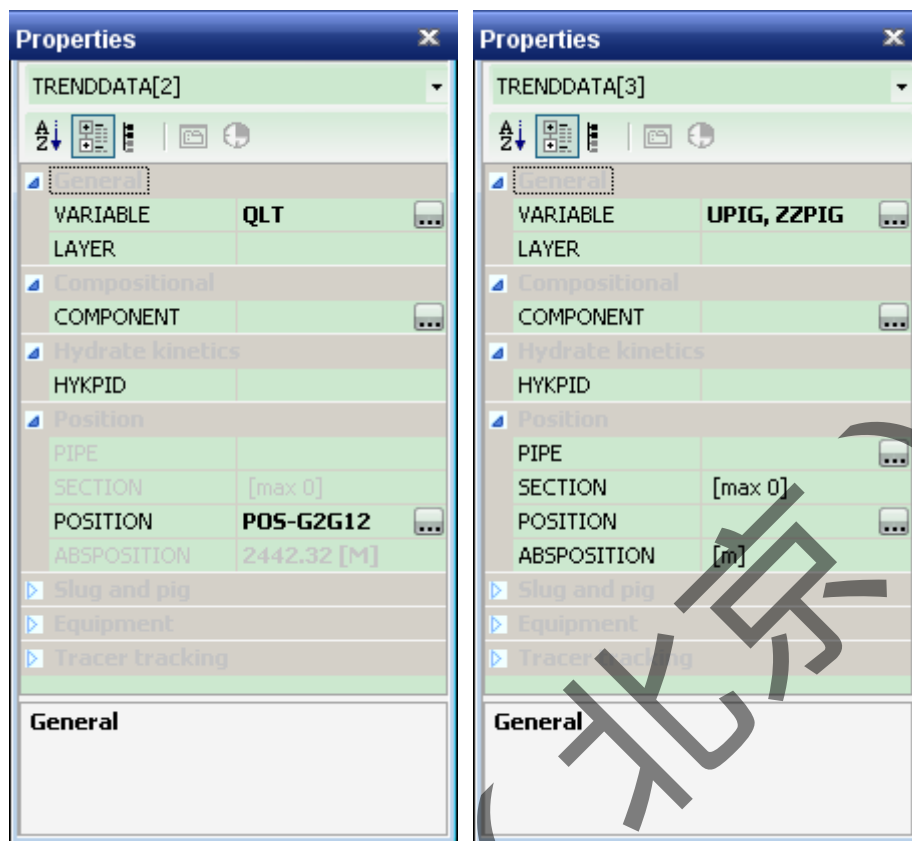 Properties
TRENDDATA[2]
General
VARIABLE QLT
LAYER
Compositional
COMPONENT
Hydrate kinetics
HYKPID
Position
PIPE
SECTION [max 0]
POSITION POS-G2G12
ABSPOSITION 2442.32 [M]
Slug and pig
Equipment
Tracer tracking
General
Properties
TRENDDATA[3]
General
VARIABLE UPIG, ZZPIG
LAYER
Compositional
COMPONENT
Hydrate kinetics
HYKPID
Position
PIPE
SECTION [max 0]
POSITION
ABSPOSITION [m]
Slug and pig
Equipment
Tracer tracking
General
(北京)